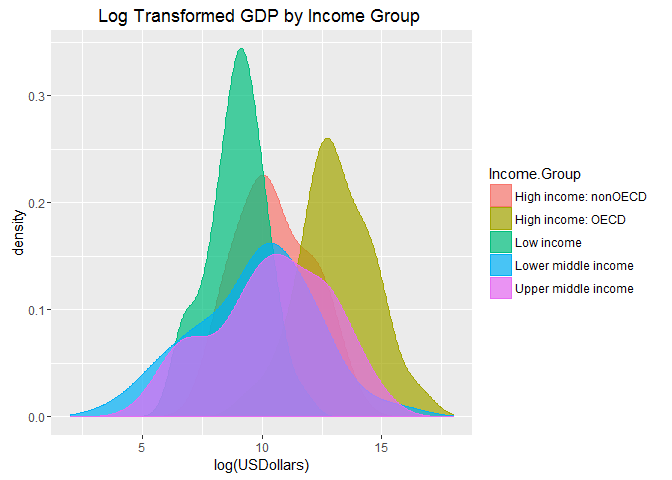 Log Transformed GDP by Income Group
0.3
0.2
0.1
0.0
density
5
10
15
log(USDollars)
Income.Group
High income: nonOECD
High income: OECD
Low income
Lower middle income
Upper middle income